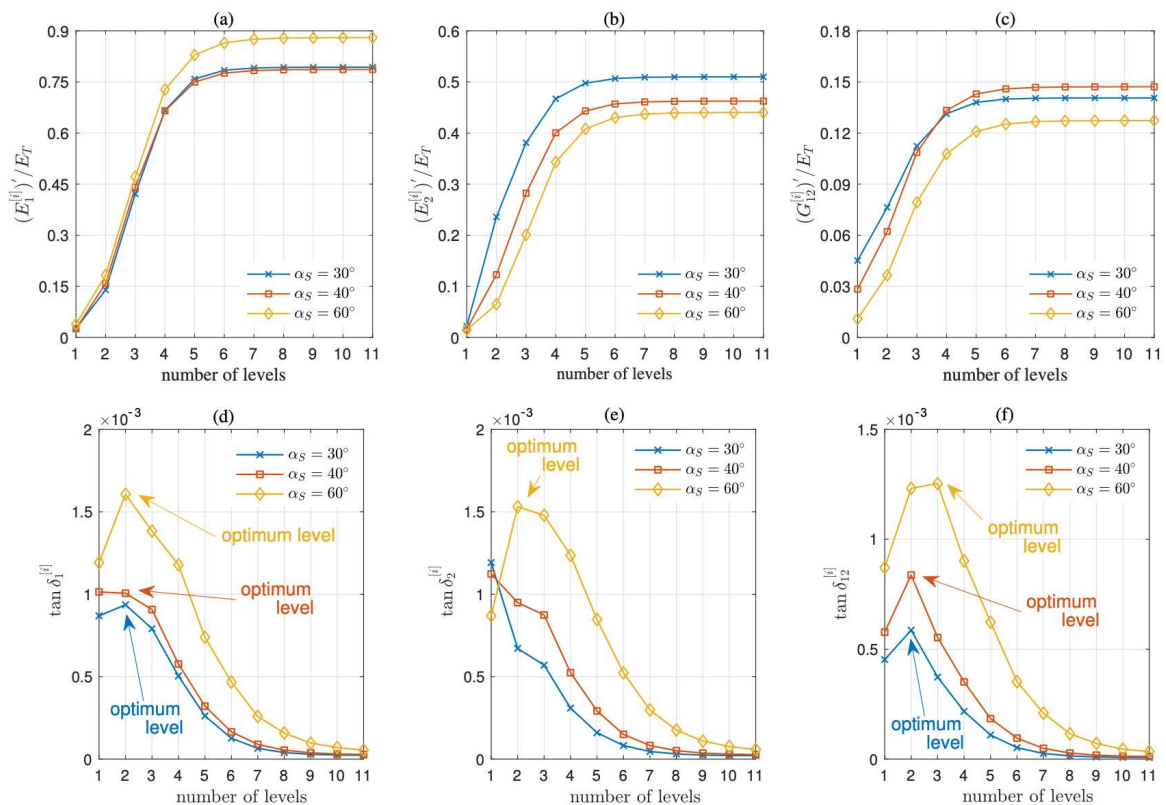 (a)
0.9
0.75
0.6
0.45
0.3
0.15
0
(E_1^{[i]})′/E_T
α_S = 30°
α_S = 40°
α_S = 60°
1 2 3 4 5 6 7 8 9 10 11
number of levels
(b)
0.6
0.5
0.4
0.3
0.2
0.1
0
(E_2^{[i]})′/E_T
α_S = 30°
α_S = 40°
α_S = 60°
1 2 3 4 5 6 7 8 9 10 11
number of levels
(c)
0.18
0.15
0.12
0.09
0.06
0.03
0
(G_{12}^{[i]})′/E_T
α_S = 30°
α_S = 40°
α_S = 60°
1 2 3 4 5 6 7 8 9 10 11
number of levels
×10⁻³
(d)
2
1.5
1
0.5
0
tan δ_1^{[i]}
α_S = 30°
α_S = 40°
α_S = 60°
optimum level
optimum
level
optimum
level
1 2 3 4 5 6 7 8 9 10 11
number of levels
×10⁻³
(e)
2
1.5
1
0.5
0
tan δ_2^{[i]}
optimum
level
α_S = 30°
α_S = 40°
α_S = 60°
1 2 3 4 5 6 7 8 9 10 11
number of levels
×10⁻³
(f)
1.5
1
0.5
0
tan δ_{12}^{[i]}
α_S = 30°
α_S = 40°
α_S = 60°
optimum
level
optimum
level
optimum
level
1 2 3 4 5 6 7 8 9 10 11
number of levels